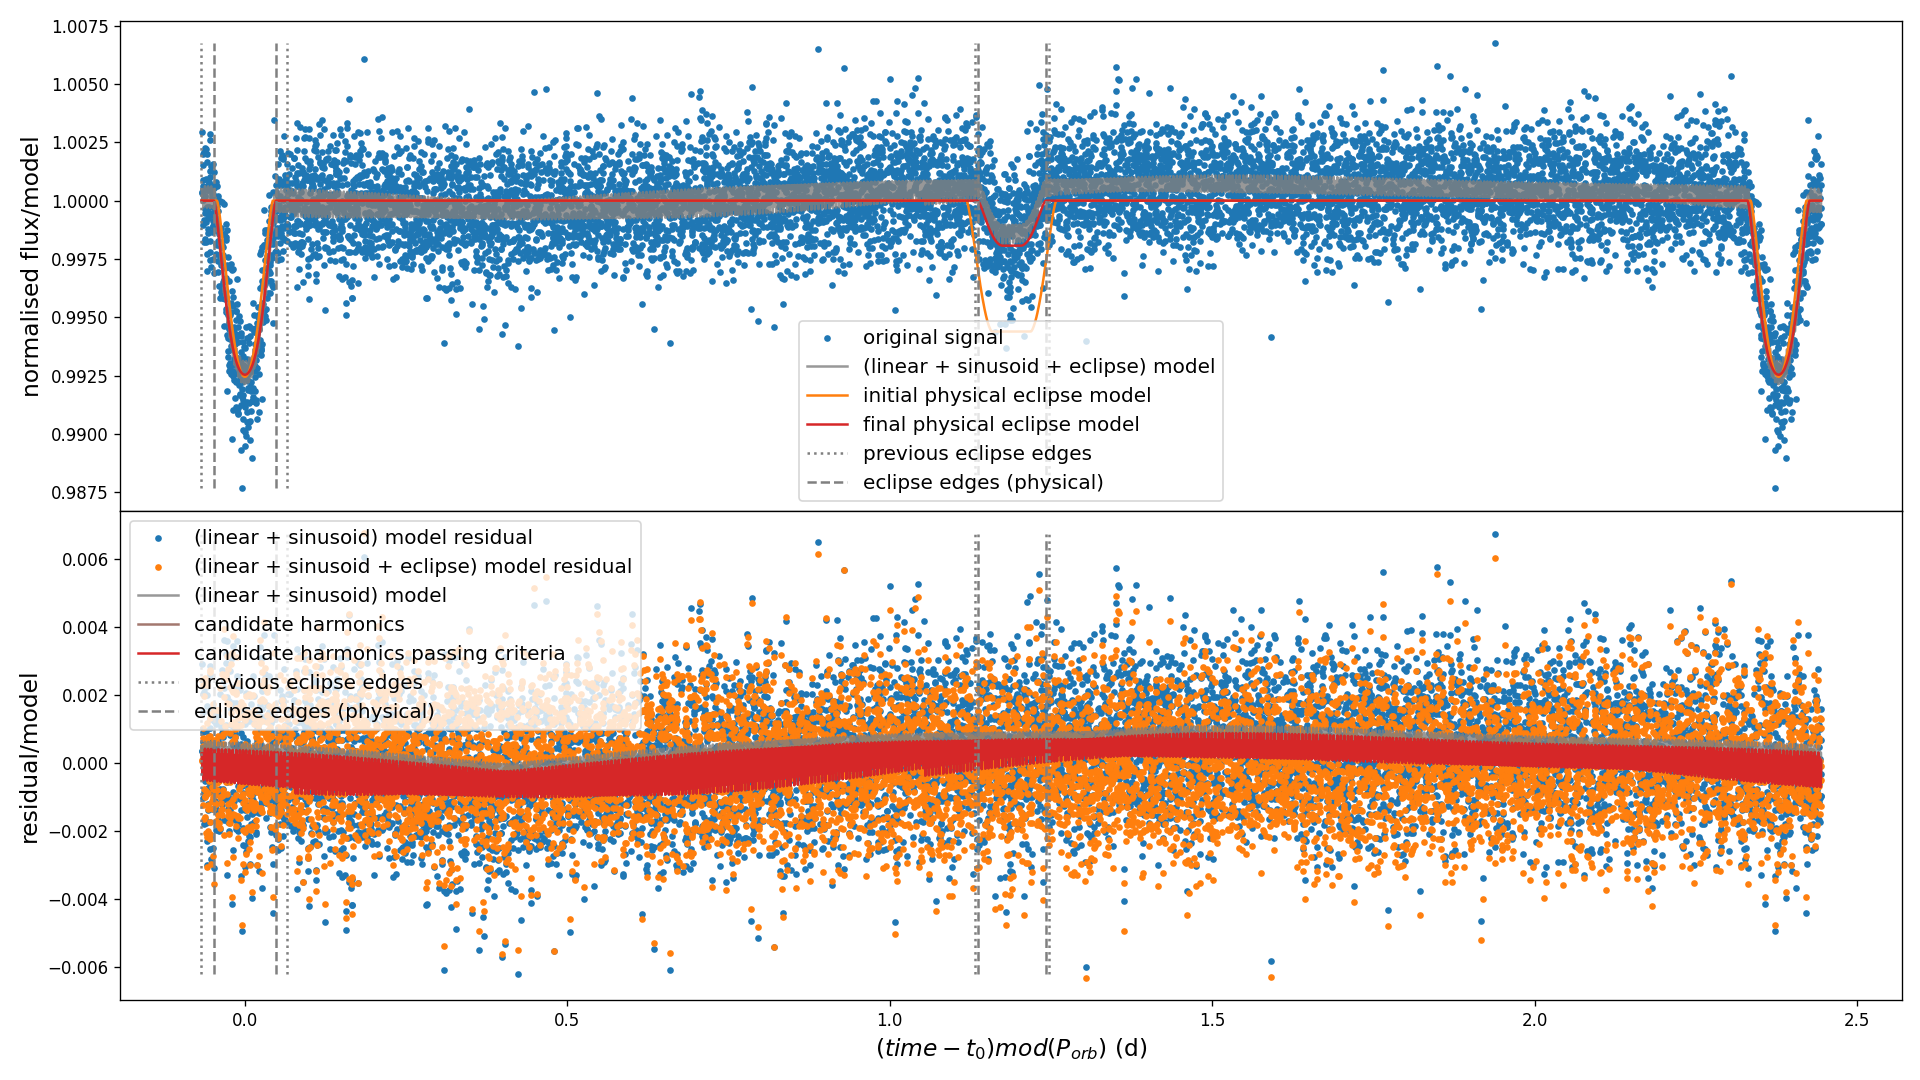 1.0075
1.0050
1.0025
1.0000
0.9975
0.9950
0.9925
0.9900
0.9875
normalised flux/model
original signal
(linear + sinusoid + eclipse) model
initial physical eclipse model
final physical eclipse model
previous eclipse edges
eclipse edges (physical)
0.006
0.004
0.002
0.000
−0.002
−0.004
−0.006
residual/model
(linear + sinusoid) model residual
(linear + sinusoid + eclipse) model residual
(linear + sinusoid) model
candidate harmonics
candidate harmonics passing criteria
previous eclipse edges
eclipse edges (physical)
0.0 0.5 1.0 1.5 2.0 2.5
(time − t₀)mod(P_orb) (d)